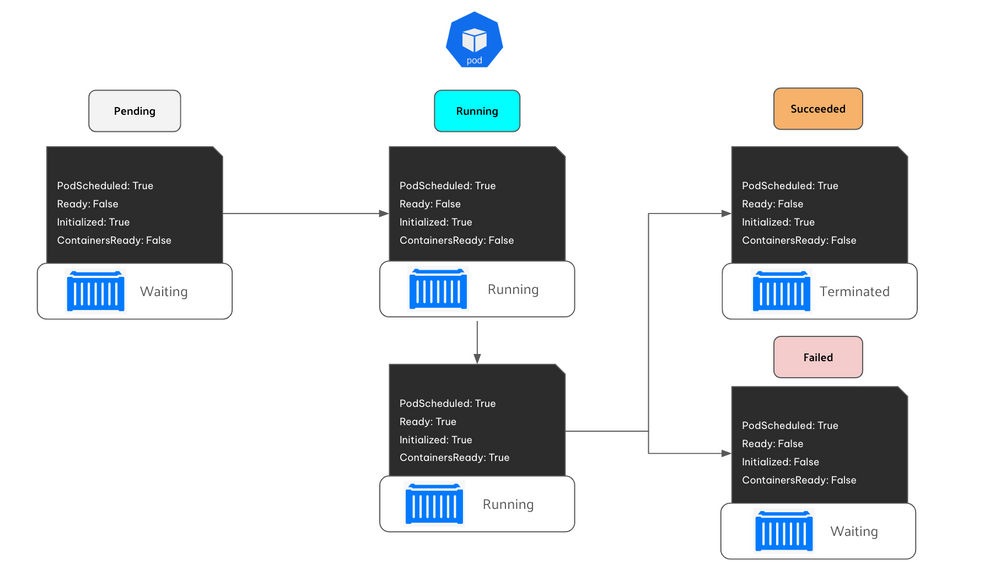 pod
Pending
PodScheduled: True
Ready: False
Initialized: True
ContainersReady: False
Waiting
Running
PodScheduled: True
Ready: False
Initialized: True
ContainersReady: False
Running
PodScheduled: True
Ready: True
Initialized: True
ContainersReady: True
Running
Succeeded
PodScheduled: True
Ready: False
Initialized: True
ContainersReady: False
Terminated
Failed
PodScheduled: True
Ready: False
Initialized: False
ContainersReady: False
Waiting